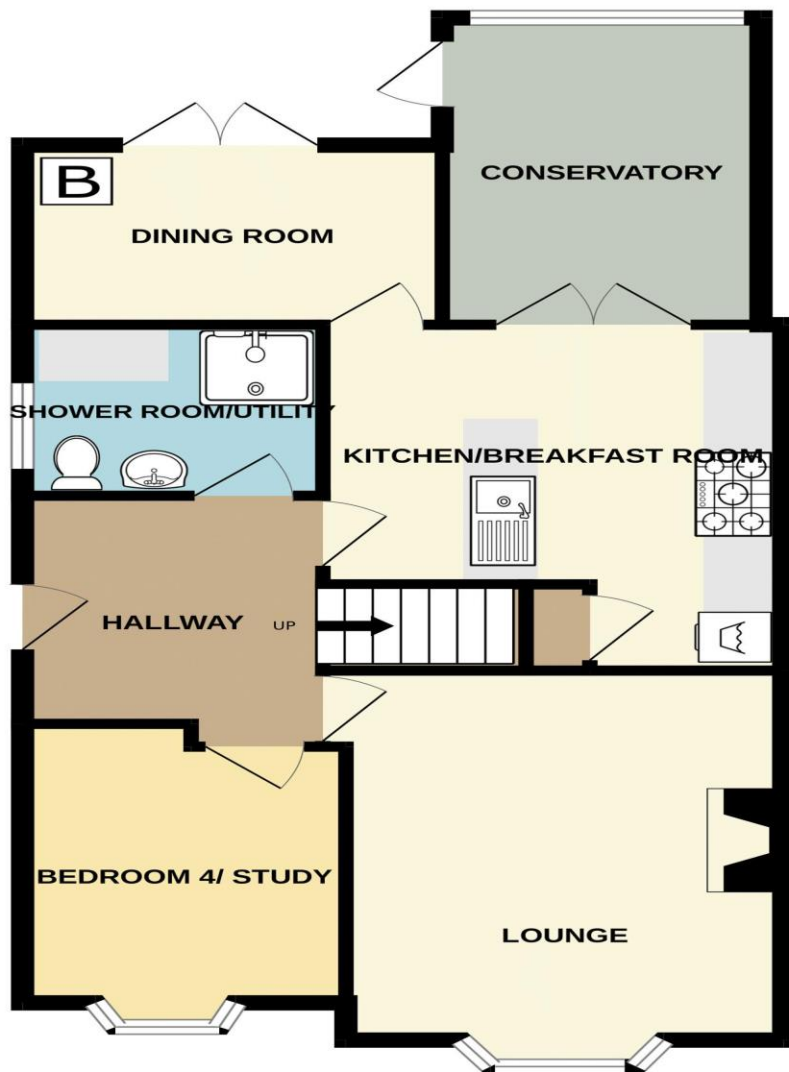 CONSERVATORY
B
DINING ROOM
SHOWER ROOM/UTILITY
KITCHEN/BREAKFAST ROOM
HALLWAY
UP
BEDROOM 4/ STUDY
LOUNGE